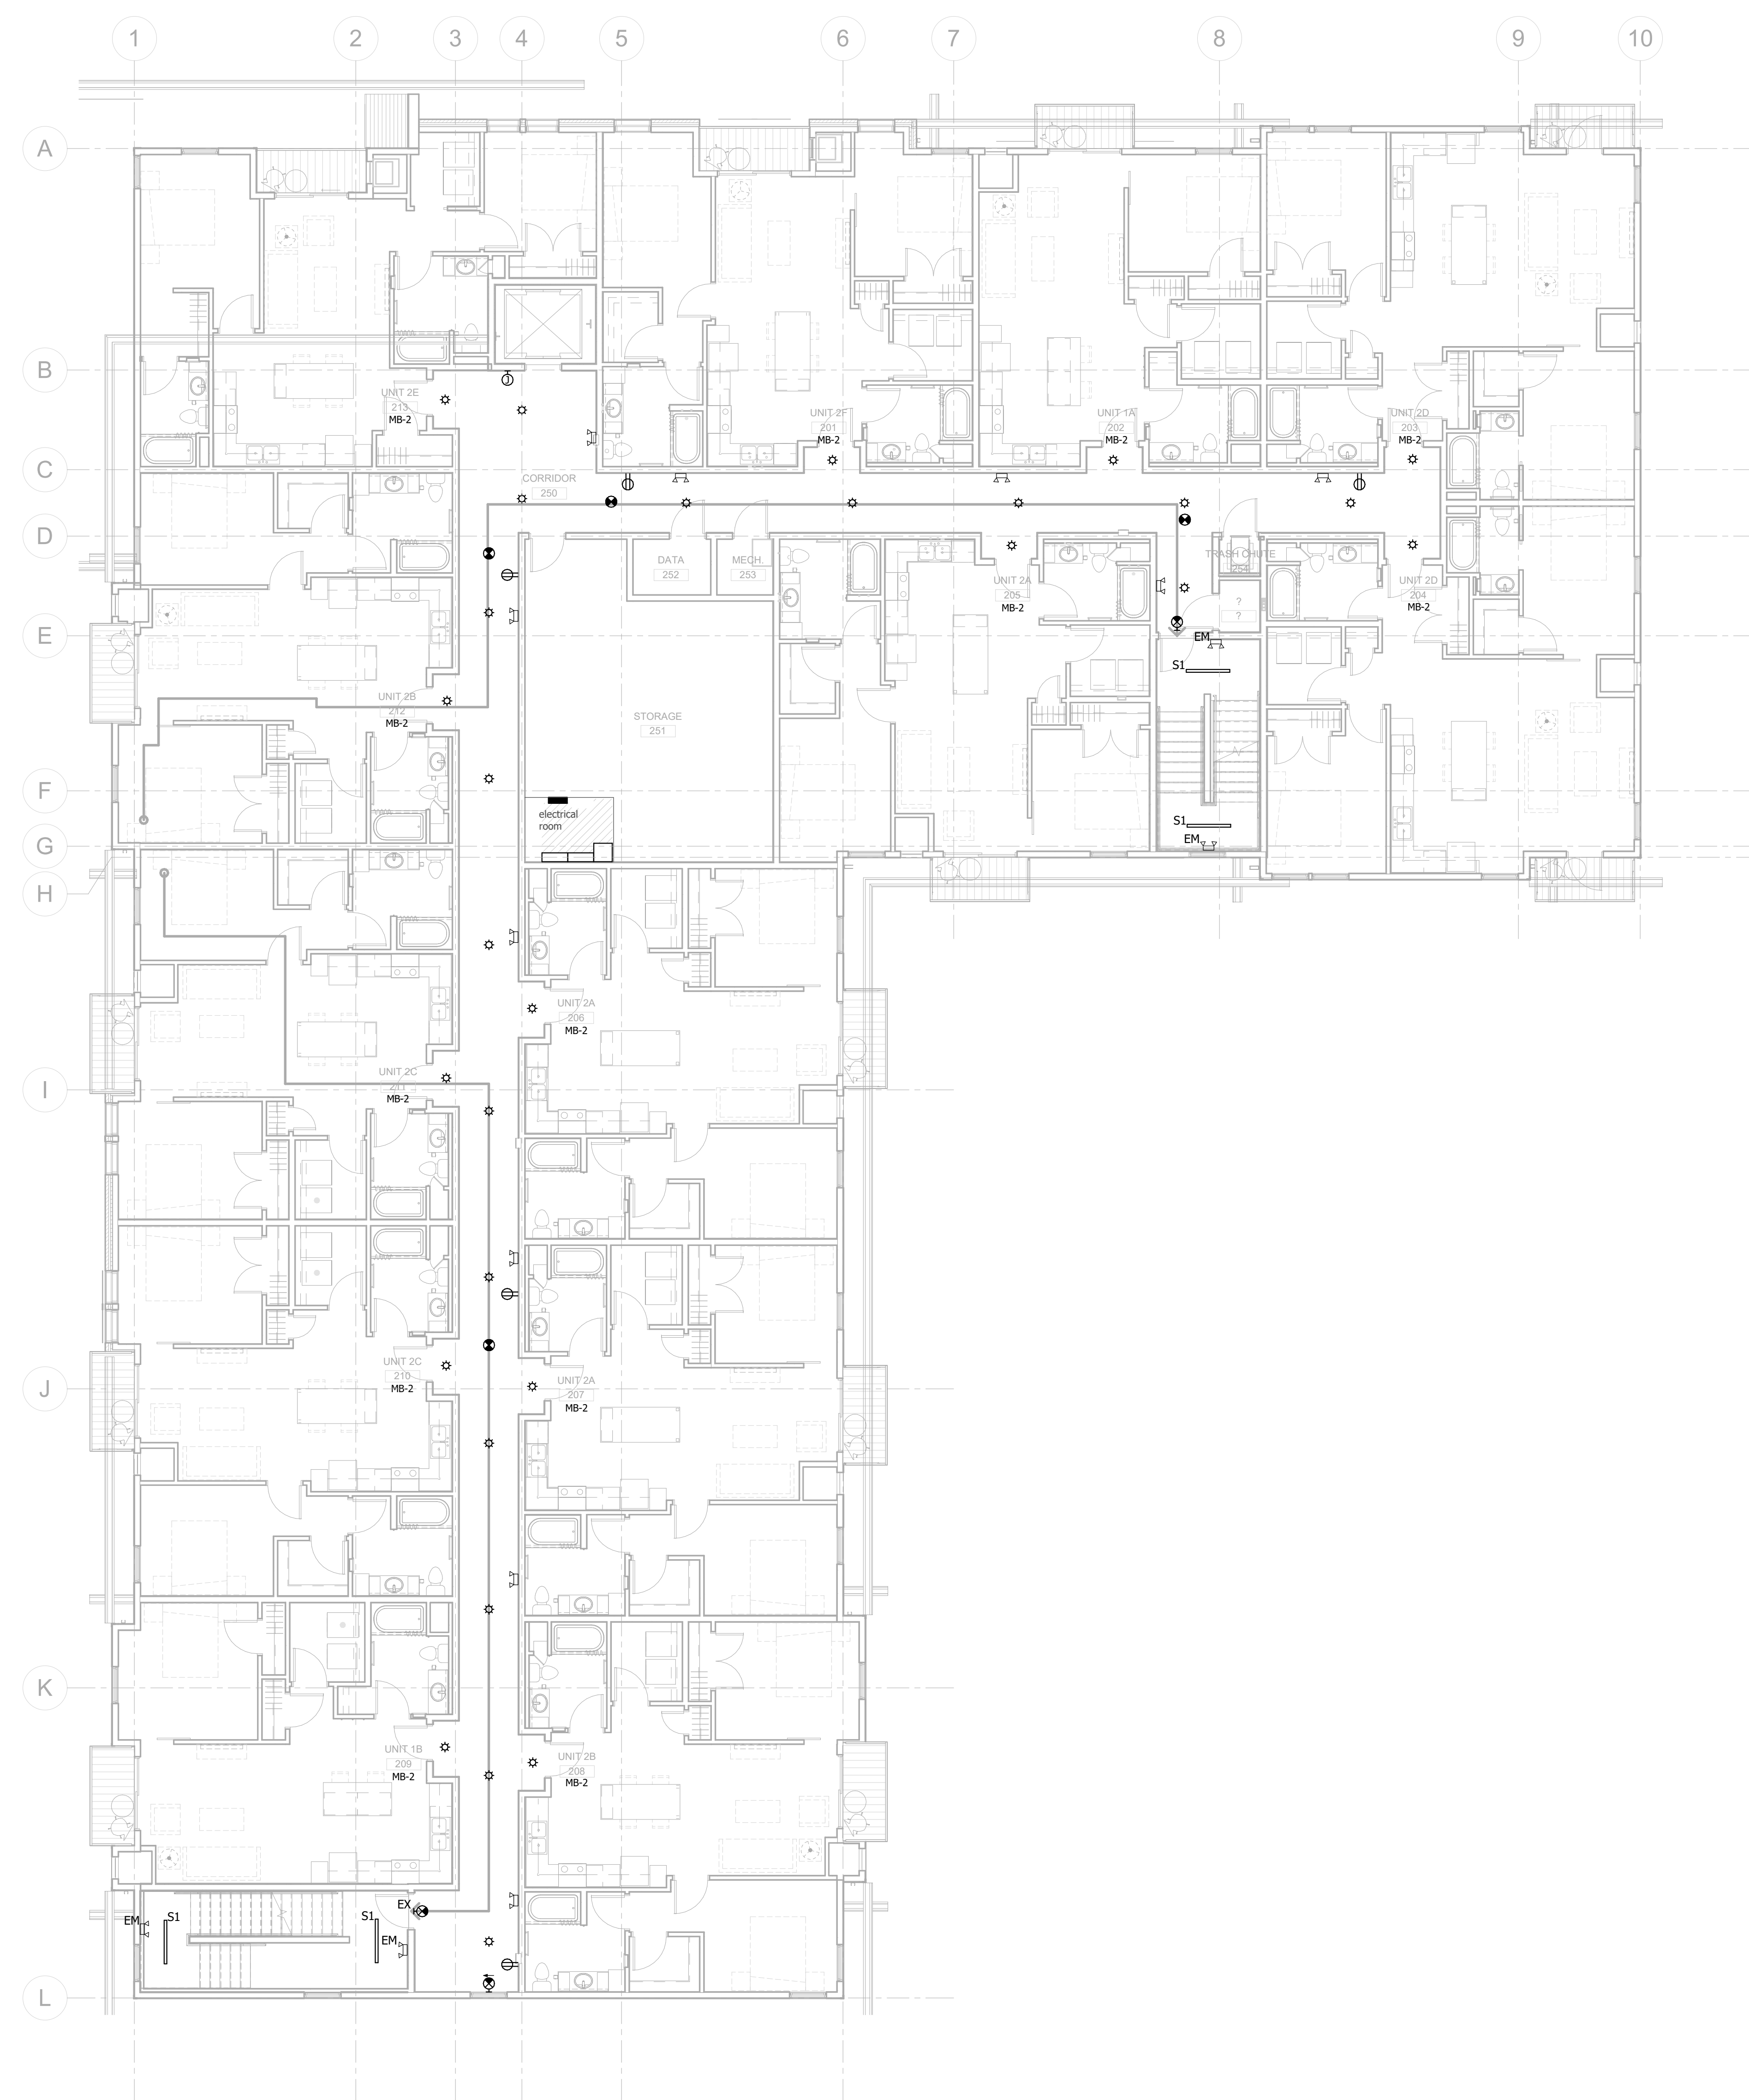 1 2 3 4 5 6 7 8 9 10
A
B
UNIT 2E
213
MB-2
J
UNIT 2F
201
MB-2
UNIT 1A
202
MB-2
UNIT 2D
203
MB-2
C
CORRIDOR
250
D
DATA
252
MECH.
253
UNIT 2A
205
MB-2
TRASH CHUTE
254
UNIT 2D
204
MB-2
?
?
E
EM
S1
UNIT 2B
212
MB-2
STORAGE
251
F
electrical
room
S1
EM
G
H
UNIT 2A
206
MB-2
I
UNIT 2C
211
MB-2
UNIT 2C
210
MB-2
J
UNIT 2A
207
MB-2
K
UNIT 1B
209
MB-2
UNIT 2B
208
MB-2
EX
EM
S1
S1
EM
L